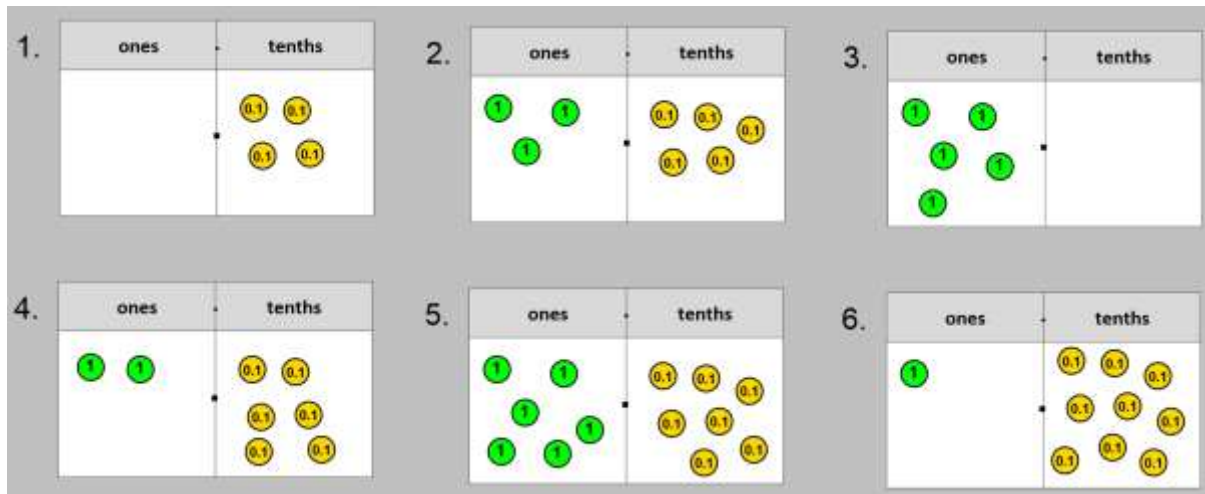 1.
ones . tenths
0.1 0.1
0.1 0.1
2.
ones . tenths
1 1 0.1 0.1 0.1
1 0.1 0.1
3.
ones . tenths
1 1
1 1
1
4.
ones . tenths
1 1 0.1 0.1
0.1 0.1
0.1 0.1
5.
ones . tenths
1 1 0.1 0.1 0.1
1 1 0.1 0.1
1 1 0.1 0.1
6.
ones . tenths
1 0.1 0.1 0.1
0.1 0.1 0.1
0.1 0.1 0.1